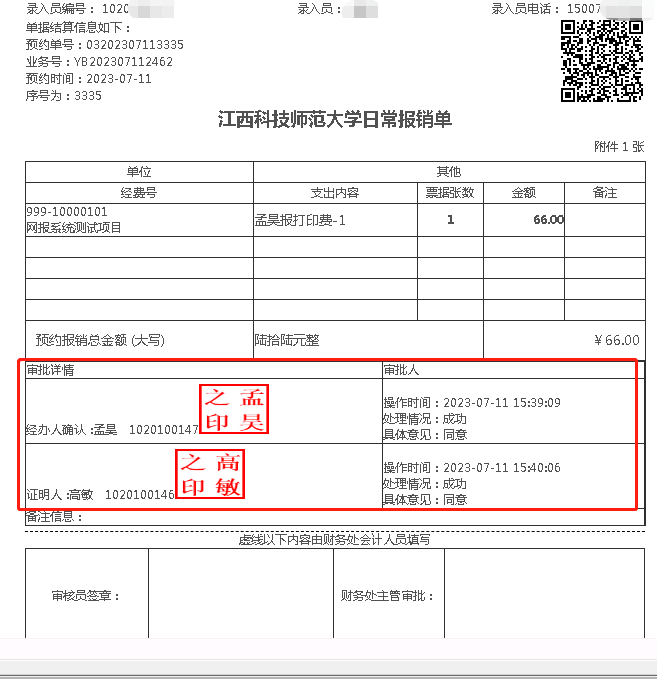 录入员编号：1020
录入员：
录入员电话：15007
单据结算信息如下：
预约单号：03202307113335
业务号：YB202307112462
预约时间：2023-07-11
序号为：3335
江西科技师范大学日常报销单
附件 1 张
单位 其他
经费号 支出内容 票据张数 金额 备注
999-10000101
网报系统测试项目
孟昊报打印费-1 1 66.00
预约报销总金额 (大写) 陆拾陆元整 ￥66.00
审批详情 审批人
经办人确认 :孟昊 1020100147
孟昊之印
操作时间：2023-07-11 15:39:09
处理情况：成功
具体意见：同意
证明人 :高敏 1020100146
高敏之印
操作时间：2023-07-11 15:40:06
处理情况：成功
具体意见：同意
备注信息：
虚线以下内容由财务处会计人员填写
审核员签章： 财务处主管审批：